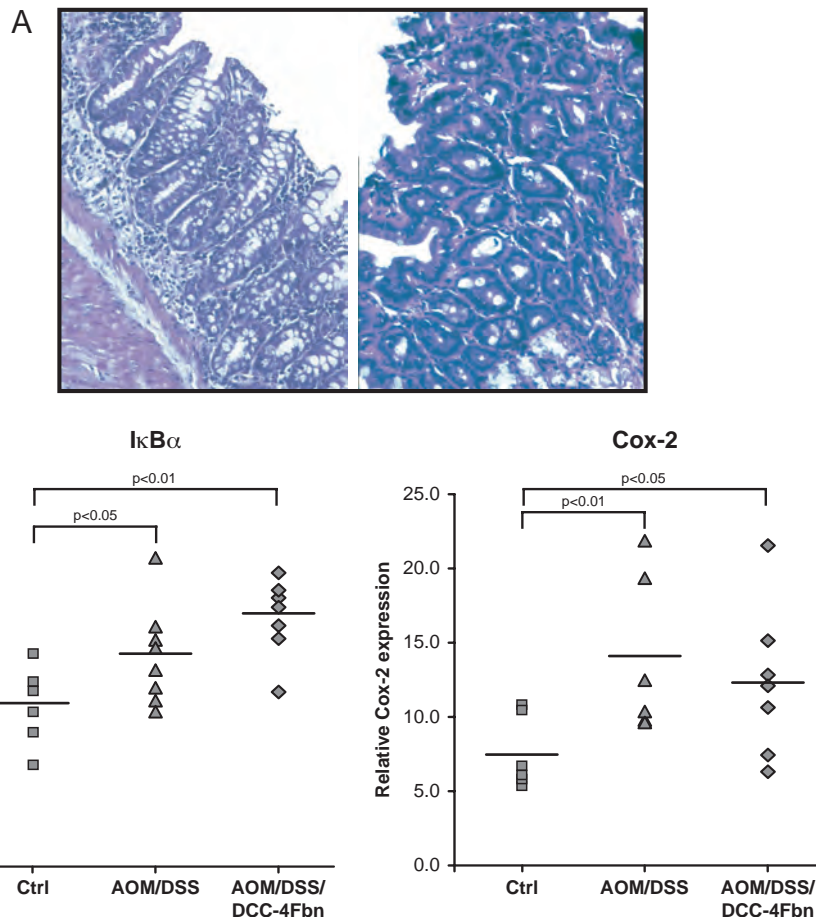 A
IκBα
p<0.01
p<0.05
Ctrl
AOM/DSS
AOM/DSS/
DCC-4Fbn
Cox-2
p<0.05
p<0.01
Relative Cox-2 expression
25.0
20.0
15.0
10.0
5.0
0.0
Ctrl
AOM/DSS
AOM/DSS/
DCC-4Fbn